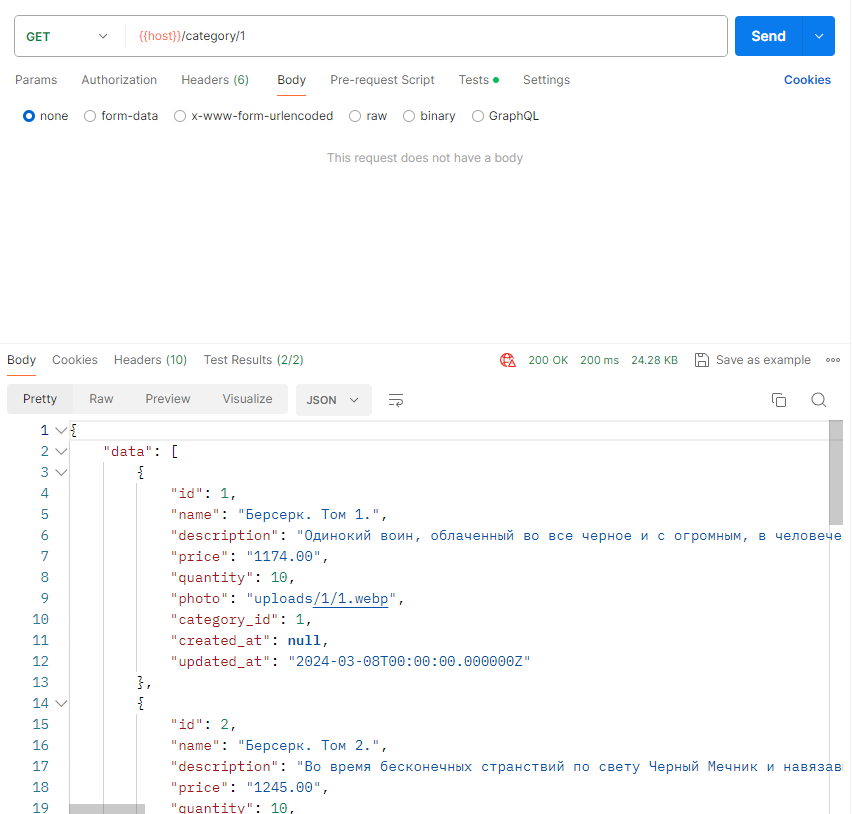 GET {{host}}/category/1 Send
Params Authorization Headers (6) Body Pre-request Script Tests Settings Cookies
none form-data x-www-form-urlencoded raw binary GraphQL
This request does not have a body
Body Cookies Headers (10) Test Results (2/2) 200 OK 200 ms 24.28 KB Save as example
Pretty Raw Preview Visualize JSON
1 {
2 "data": [
3 {
4 "id": 1,
5 "name": "Берсерк. Том 1.",
6 "description": "Одинокий воин, облаченный во все черное и с огромным, в человече
7 "price": "1174.00",
8 "quantity": 10,
9 "photo": "uploads/1/1.webp",
10 "category_id": 1,
11 "created_at": null,
12 "updated_at": "2024-03-08T00:00:00.000000Z"
13 },
14 {
15 "id": 2,
16 "name": "Берсерк. Том 2.",
17 "description": "Во время бесконечных странствий по свету Черный Мечник и навязав
18 "price": "1245.00",
19 "quantity": 10,